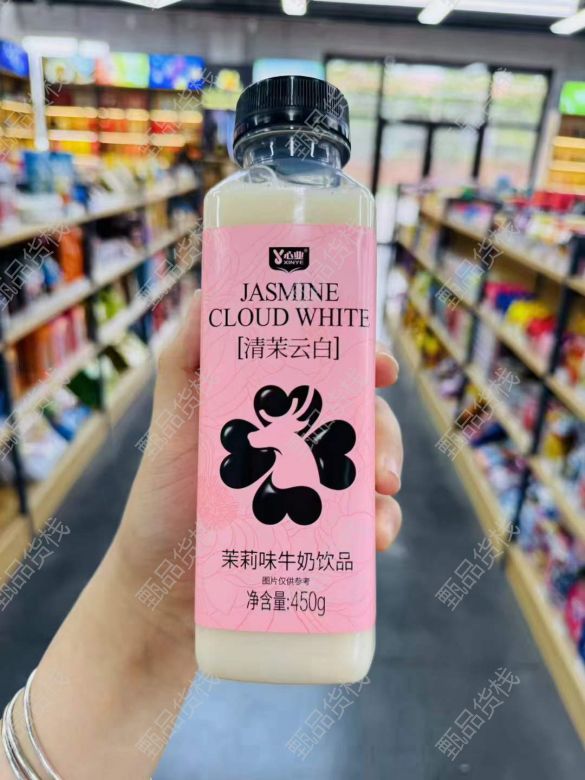 心业
XINYE
JASMINE
CLOUD WHITE
[清茉云白]
茉莉味牛奶饮品
图片仅供参考
净含量:450g
甄品货栈